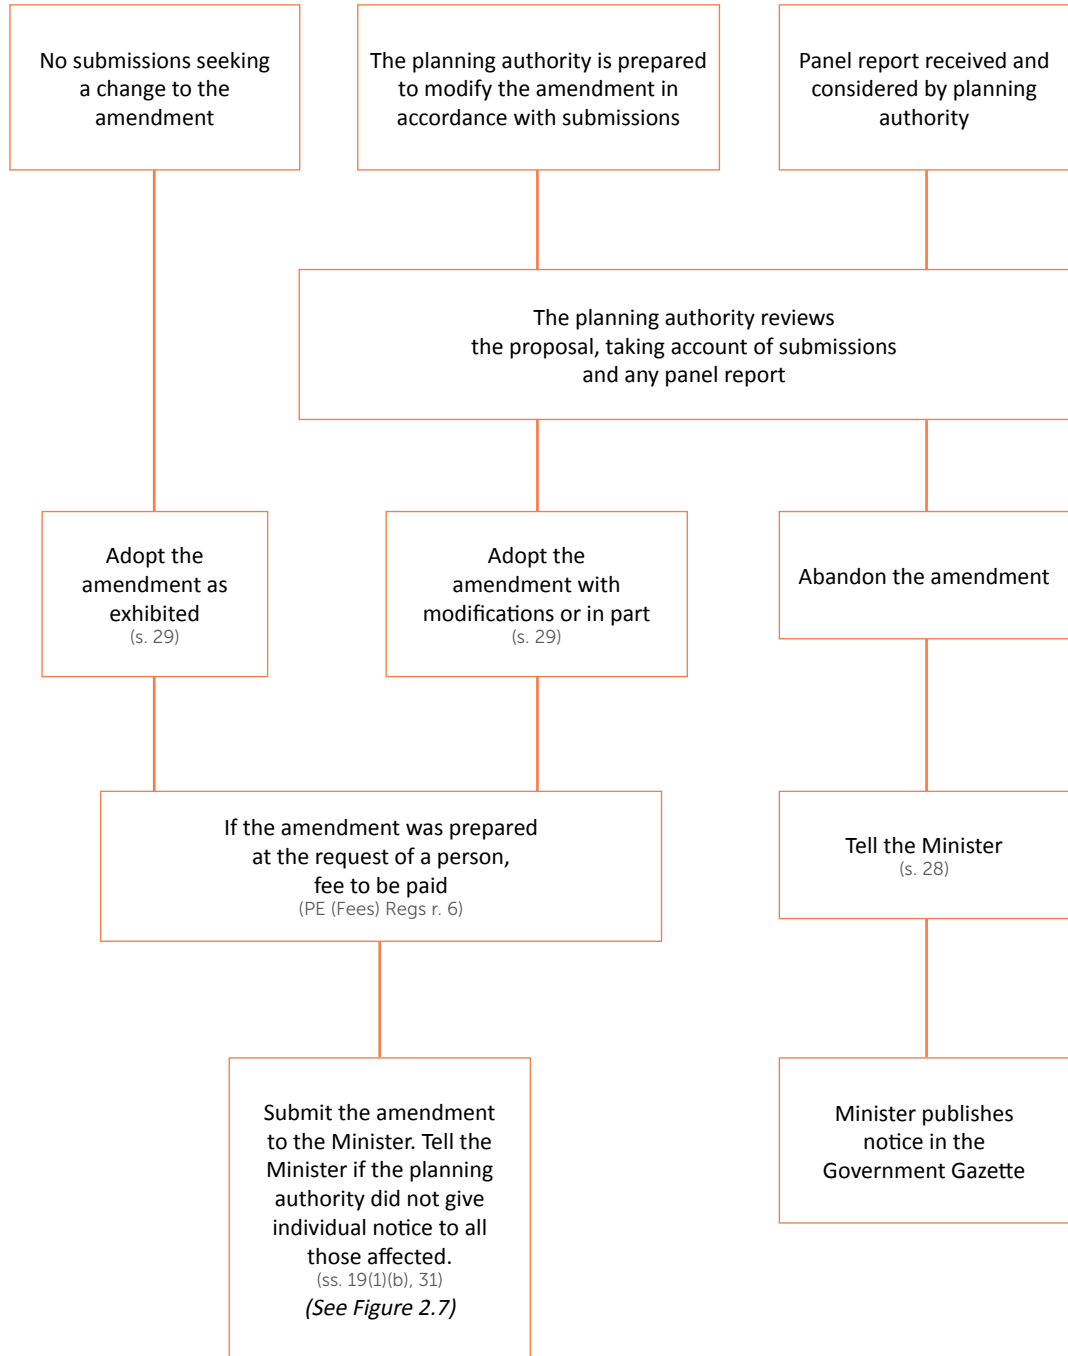 No submissions seeking
a change to the
amendment
The planning authority is prepared
to modify the amendment in
accordance with submissions
Panel report received and
considered by planning
authority
The planning authority reviews
the proposal, taking account of submissions
and any panel report
Adopt the
amendment as
exhibited
(s. 29)
Adopt the
amendment with
modifications or in part
(s. 29)
Abandon the amendment
If the amendment was prepared
at the request of a person,
fee to be paid
(PE (Fees) Regs r. 6)
Tell the Minister
(s. 28)
Submit the amendment
to the Minister. Tell the
Minister if the planning
authority did not give
individual notice to all
those affected.
(ss. 19(1)(b), 31)
(See Figure 2.7)
Minister publishes
notice in the
Government Gazette